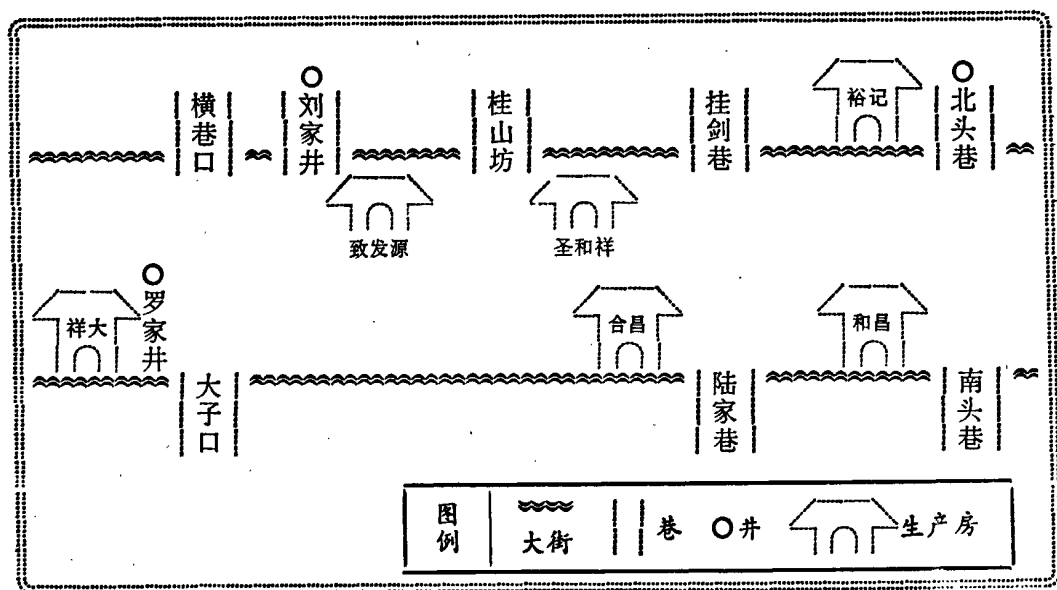 横巷口
刘家井
桂山坊
挂剑巷
裕记
北头巷
致发源
圣和祥
祥大
罗家井
合昌
和昌
大子口
陆家巷
南头巷
图例
大街
巷
井
生产房